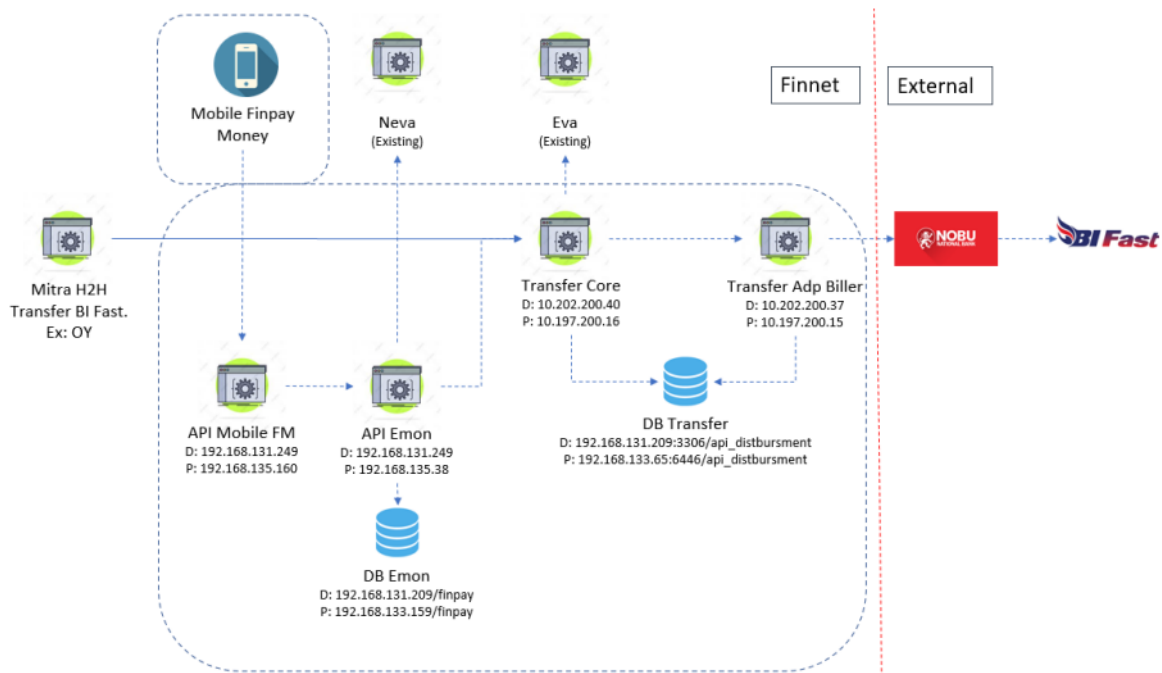 Mobile Finpay
Money
Neva
(Existing)
Eva
(Existing)
Finnet
External
Mitra H2H
Transfer BI Fast.
Ex: OY
Transfer Core
D: 10.202.200.40
P: 10.197.200.16
Transfer Adp Biller
D: 10.202.200.37
P: 10.197.200.15
NOBU
NATIONAL BANK
BI Fast
API Mobile FM
D: 192.168.131.249
P: 192.168.135.160
API Emon
D: 192.168.131.249
P: 192.168.135.38
DB Transfer
D: 192.168.131.209:3306/api_distbursment
P: 192.168.133.65:6446/api_distbursment
DB Emon
D: 192.168.131.209/finpay
P: 192.168.133.159/finpay